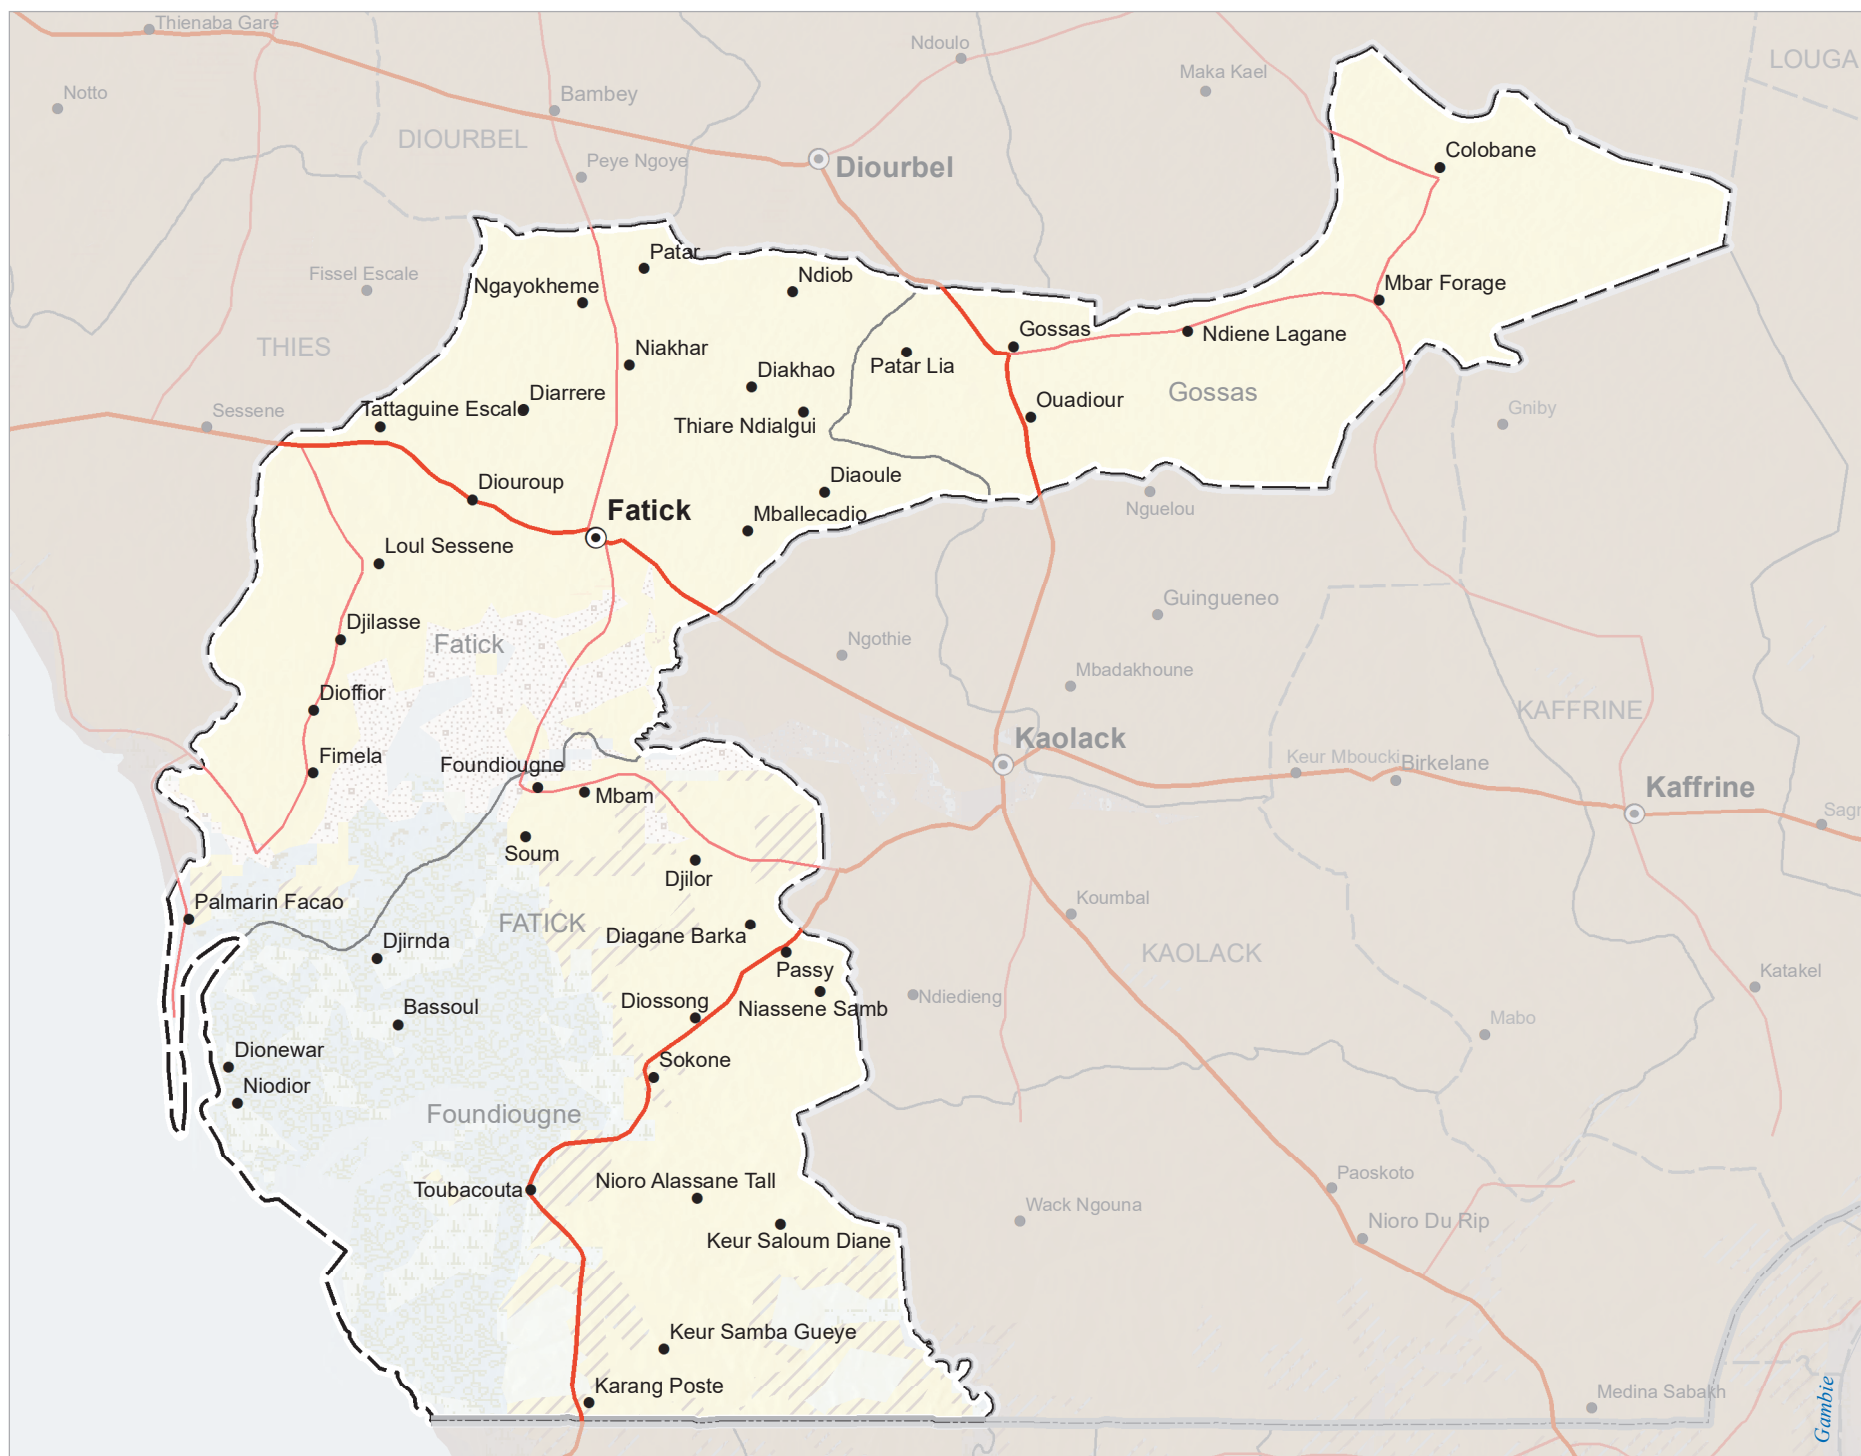 Thienaba Gare
Ndoulo
LOUGA
Maka Kael
Notto
Bambey
DIOURBEL
Colobane
Peye Ngoye
Diourbel
Patar
Fissel Escale
Ndiob
Ngayokheme
Mbar Forage
Gossas
Ndiene Lagane
THIES
Niakhar
Patar Lia
Diakhao
Gossas
Diarrere
Ouadiour
Tattaguine Escale
Sessene
Gniby
Thiare Ndialgui
Diaoule
Diouroup
Nguelou
Fatick
Mballecadio
Loul Sessene
Guingueneo
Djilasse
Fatick
Ngothie
Mbadakhoune
Dioffior
KAFFRINE
Kaolack
Fimela
Foundiougne
Keur Mboucki
Birkelane
Kaffrine
Mbam
Sagr
Soum
Djilor
Palmarin Facao
Koumbal
FATICK
Diagane Barka
Djirnda
KAOLACK
Passy
Katakel
Diossong
Niassene Samb
Ndiedieng
Bassoul
Mabo
Dionewar
Sokone
Niodior
Foundiougne
Paoskoto
Nioro Alassane Tall
Toubacouta
Wack Ngouna
Nioro Du Rip
Keur Saloum Diane
Keur Samba Gueye
Karang Poste
Medina Sabakh
Gambie